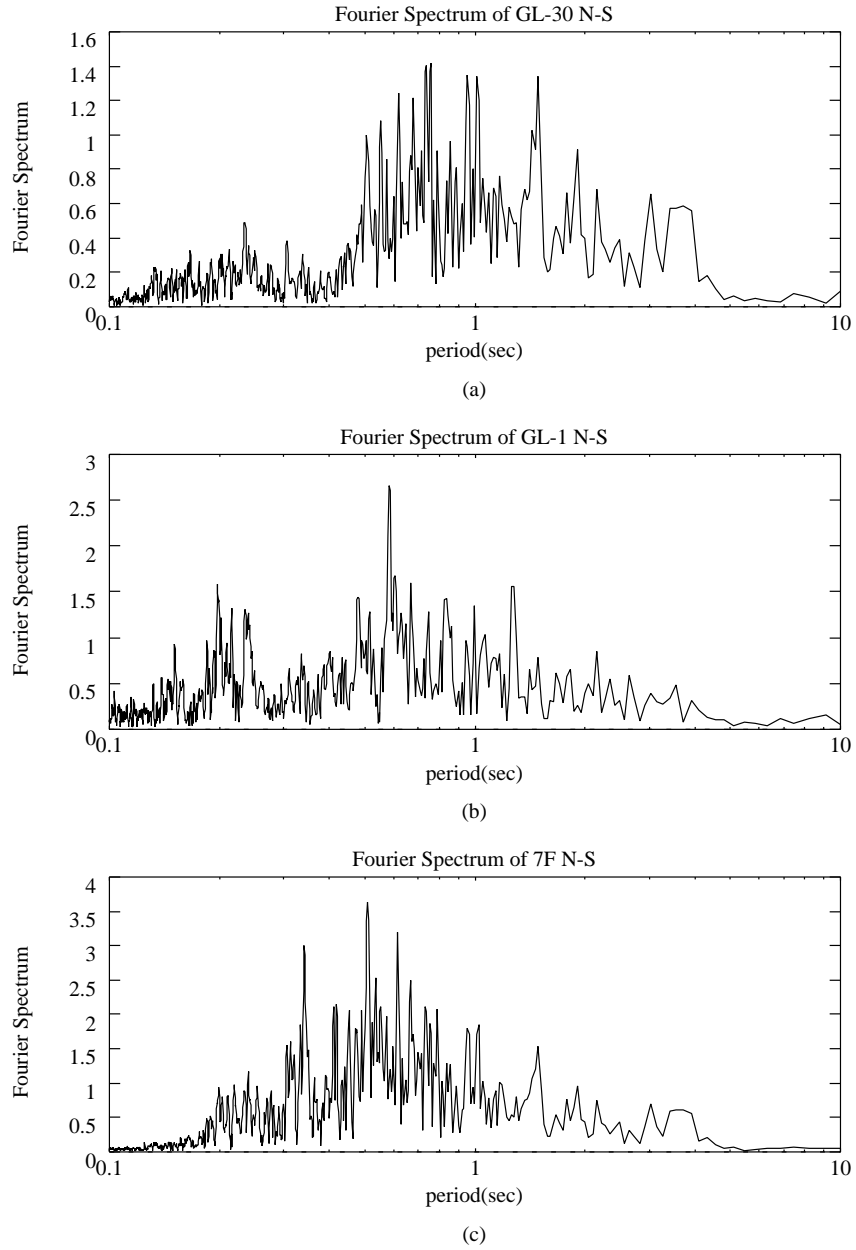 Fourier Spectrum of GL-30 N-S
1.6
1.4
1.2
1
0.8
0.6
0.4
0.2
0
Fourier Spectrum
0.1 1 10
period(sec)
(a)
Fourier Spectrum of GL-1 N-S
3
2.5
2
1.5
1
0.5
0
Fourier Spectrum
0.1 1 10
period(sec)
(b)
Fourier Spectrum of 7F N-S
4
3.5
3
2.5
2
1.5
1
0.5
0
Fourier Spectrum
0.1 1 10
period(sec)
(c)